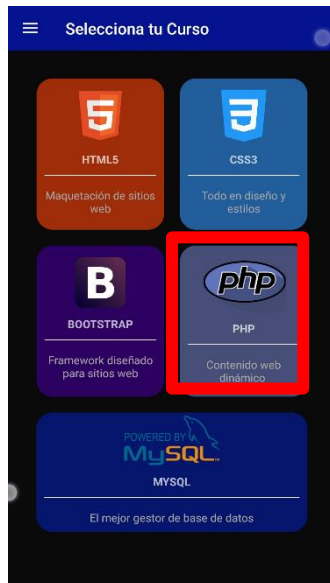 Selecciona tu Curso
5
HTML5
Maquetación de sitios
web
3
CSS3
Todo en diseño y
estilos
B
BOOTSTRAP
Framework diseñado
para sitios web
php
PHP
Contenido web
dinámico
POWERED BY
MySQL
MYSQL
El mejor gestor de base de datos